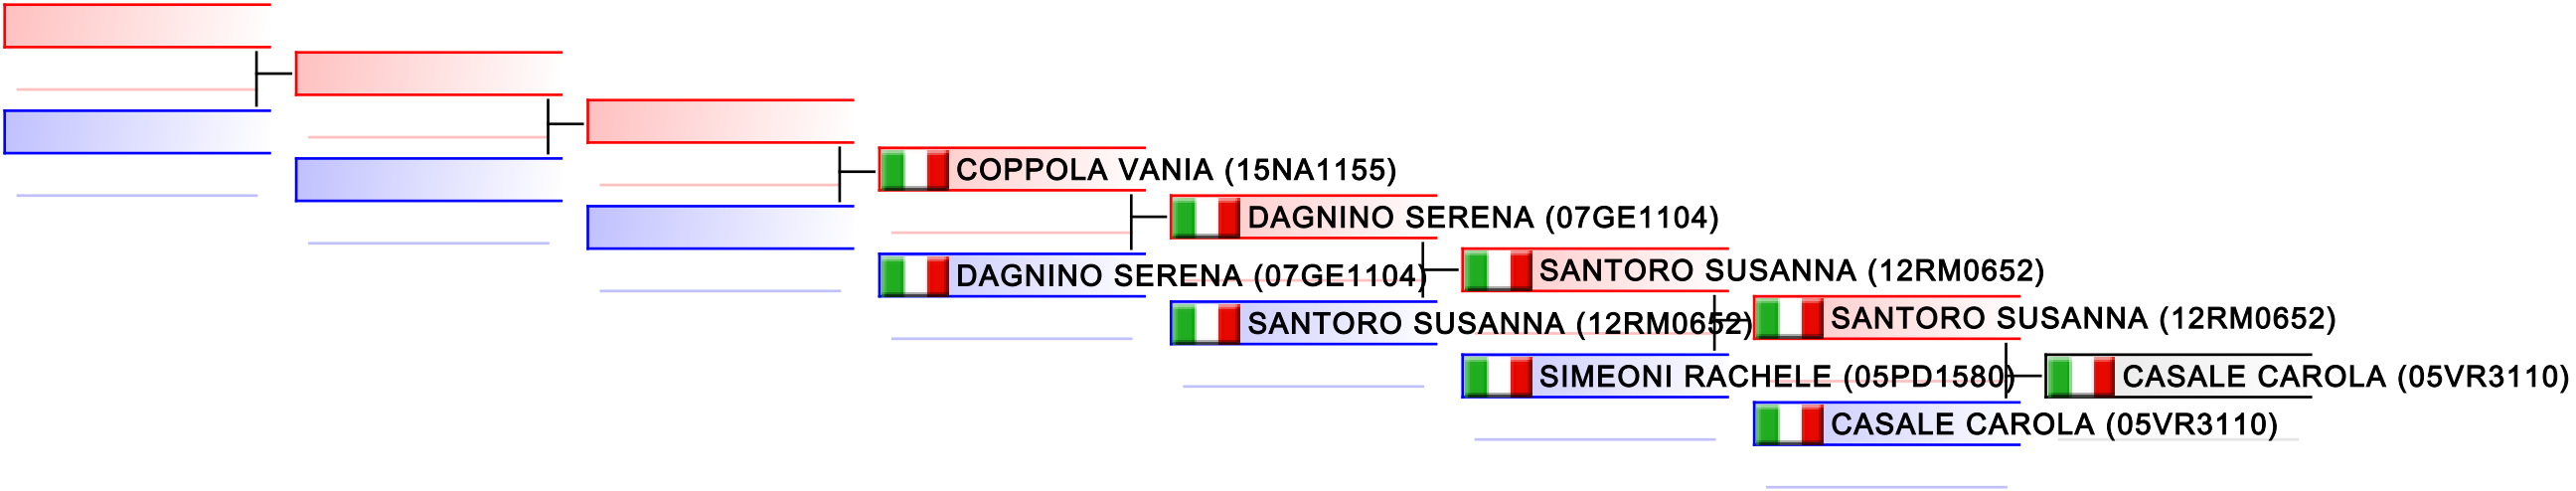 COPPOLA VANIA (15NA1155)
DAGNINO SERENA (07GE1104)
DAGNINO SERENA (07GE1104)
SANTORO SUSANNA (12RM0652)
SANTORO SUSANNA (12RM0652)
SANTORO SUSANNA (12RM0652)
SIMEONI RACHELE (05PD1580)
CASALE CAROLA (05VR3110)
CASALE CAROLA (05VR3110)